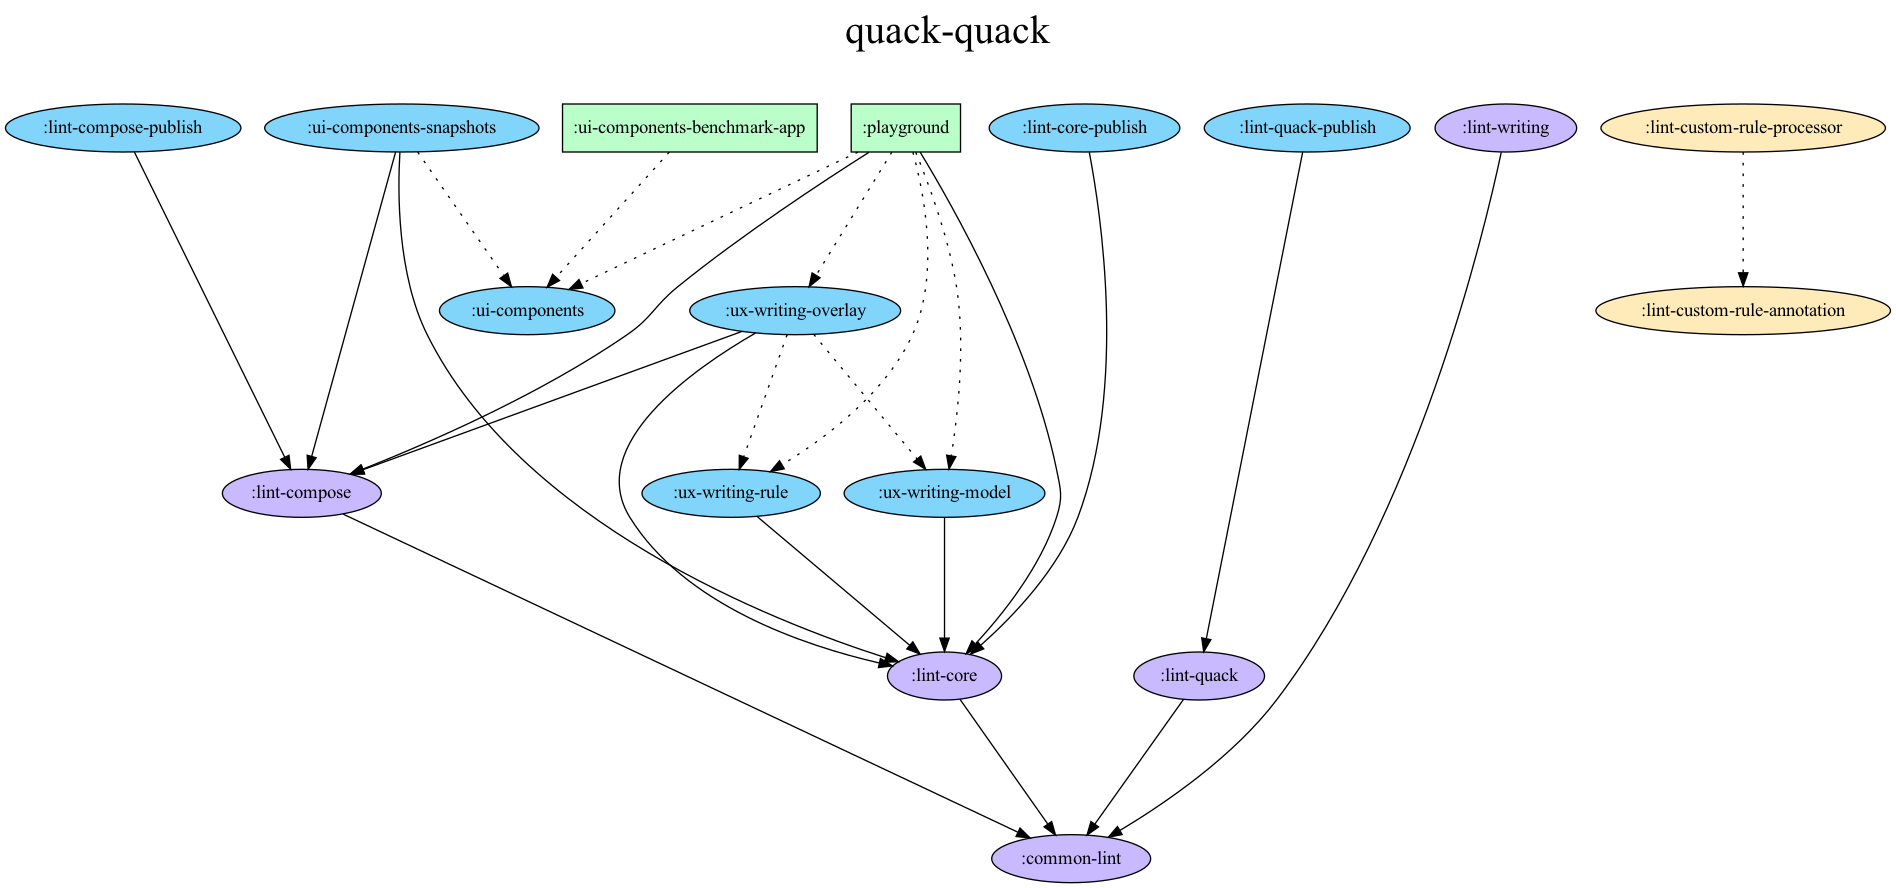 quack-quack
:lint-compose-publish
:ui-components-snapshots
:ui-components-benchmark-app
:playground
:lint-core-publish
:lint-quack-publish
:lint-writing
:lint-custom-rule-processor
:ui-components
:ux-writing-overlay
:lint-custom-rule-annotation
:lint-compose
:ux-writing-rule
:ux-writing-model
:lint-core
:lint-quack
:common-lint